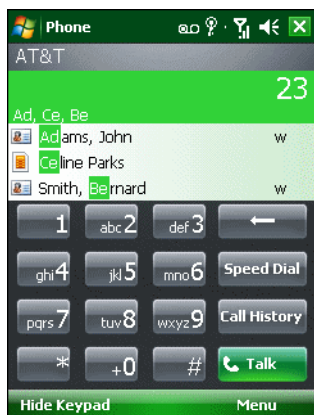 Phone
AT&T
23
Ad, Ce, Be
Adams, John w
Celine Parks
Smith, Bernard w
1 abc2 def3
ghi4 jkl5 mno6 Speed Dial
pqrs7 tuv8 wxyz9 Call History
* +0 # Talk
Hide Keypad Menu